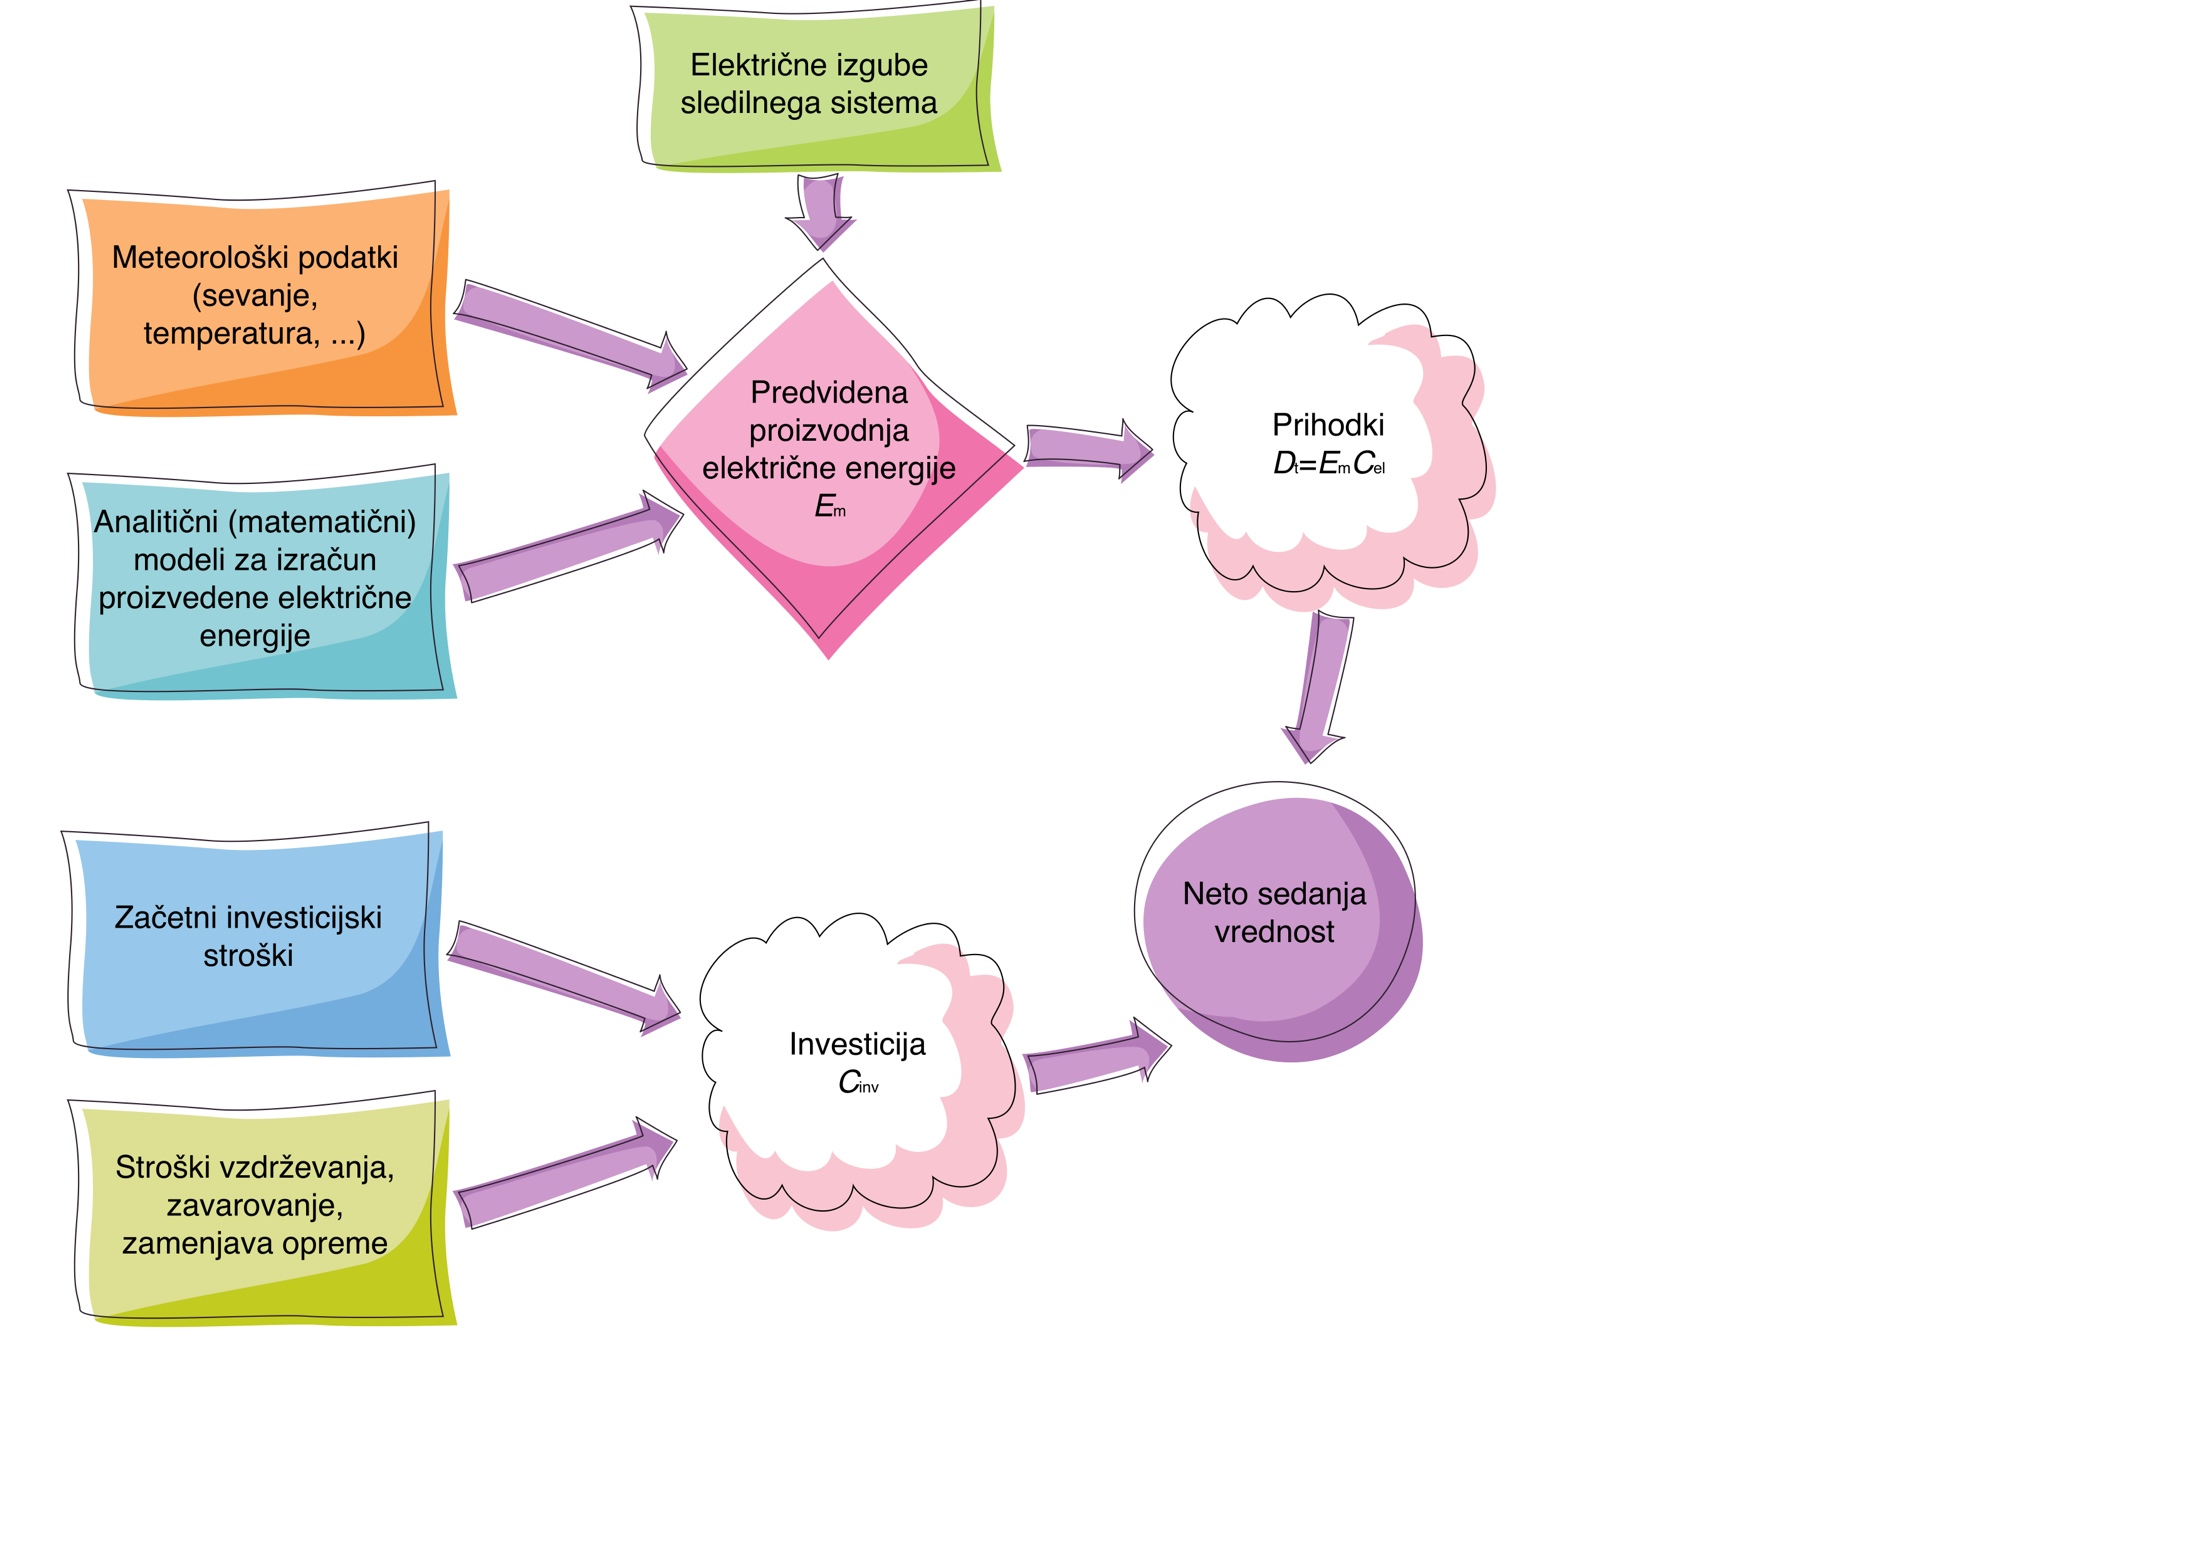 Električne izgube
sledilnega sistema
Meteorološki podatki
(sevanje,
temperatura, ...)
Predvidena
proizvodnja
električne energije
Em
Prihodki
Dt=EmCel
Analitični (matematični)
modeli za izračun
proizvedene električne
energije
Začetni investicijski
stroški
Neto sedanja
vrednost
Investicija
Cinv
Stroški vzdrževanja,
zavarovanje,
zamenjava opreme